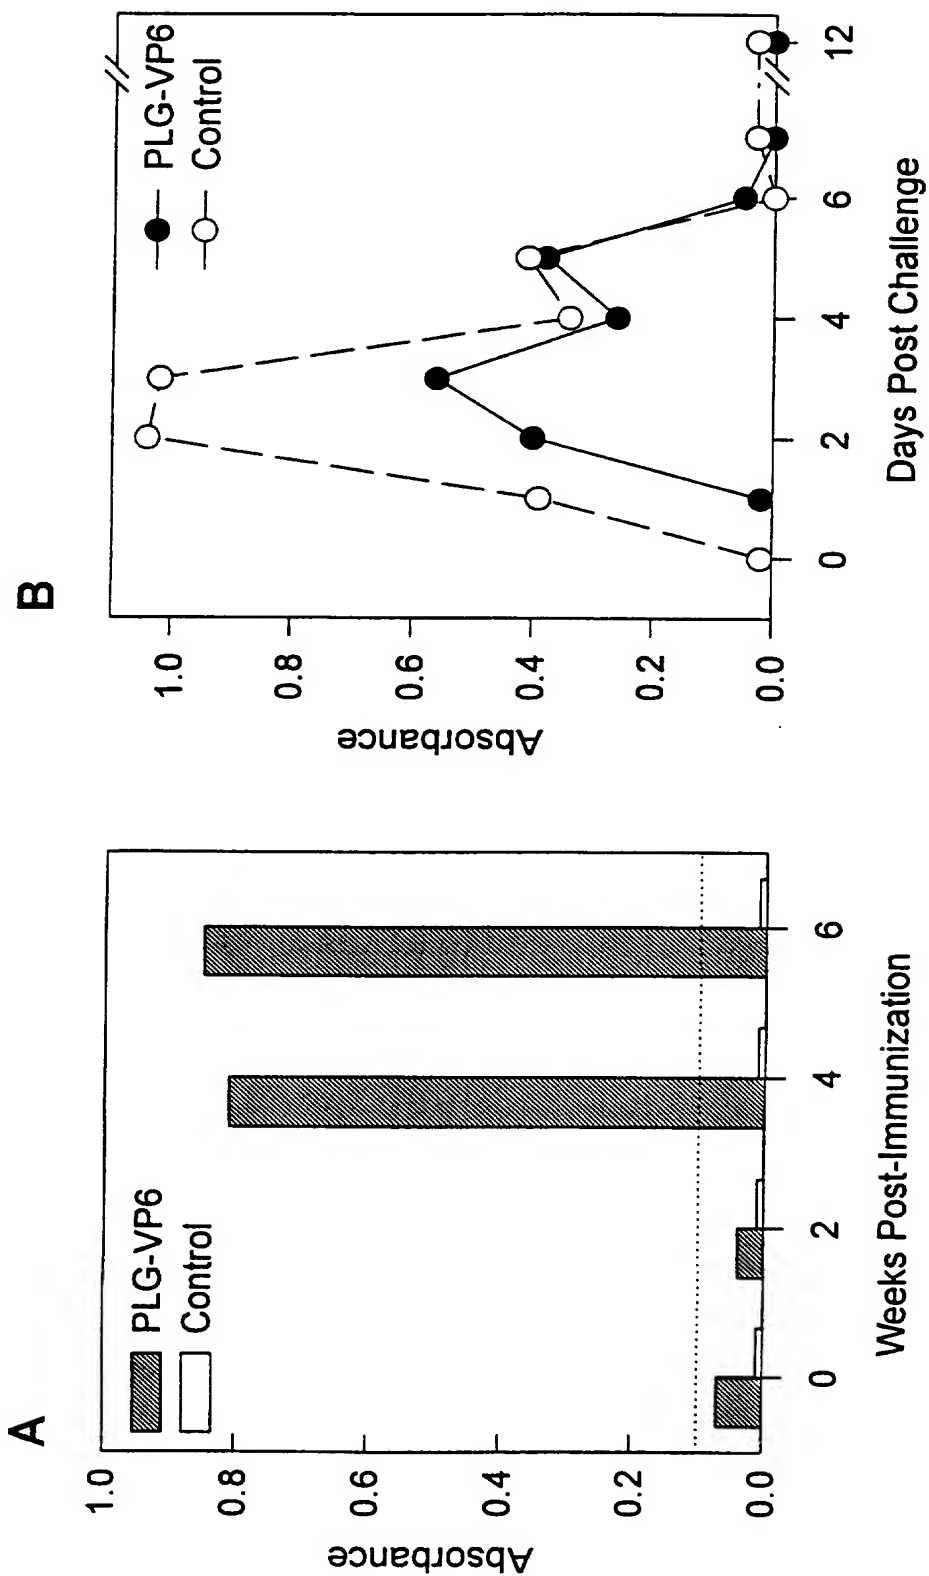 A
PLG-VP6
Control
Absorbance
1.0
0.8
0.6
0.4
0.2
0.0
0
2
4
6
Weeks Post-Immunization
B
PLG-VP6
Control
Absorbance
1.0
0.8
0.6
0.4
0.2
0.0
0
2
4
6
12
Days Post Challenge